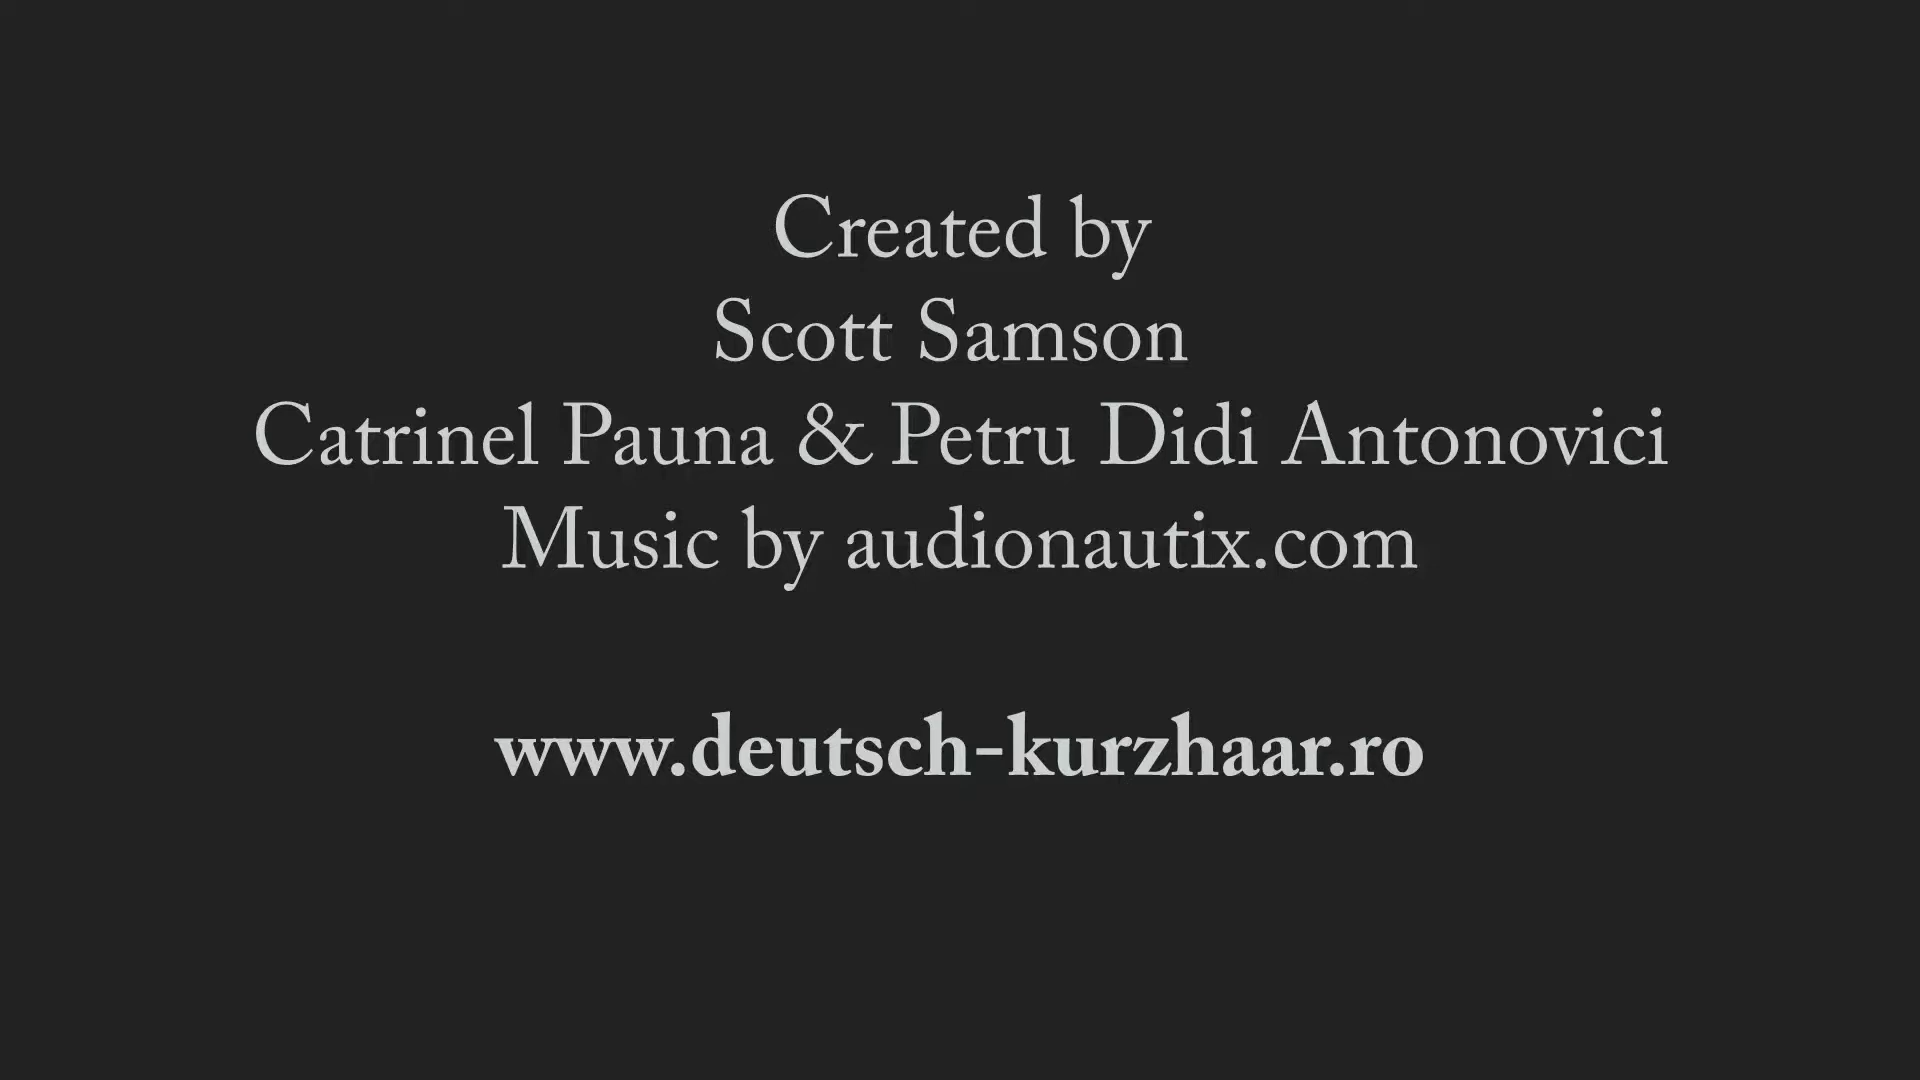 Created by
Scott Samson
Catrinel Pauna & Petru Didi Antonovici
Music by audionautix.com
www.deutsch-kurzhaar.ro